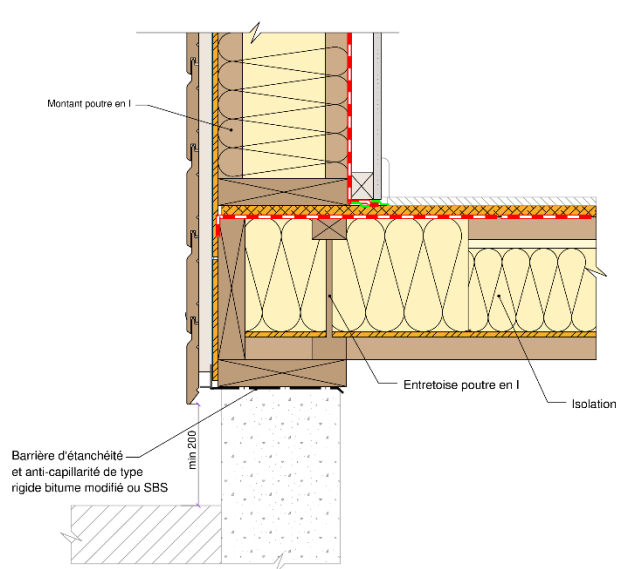 Montant poutre en I
Entretoise poutre en I
Isolation
Barrière d'étanchéité
et anti-capillarité de type
rigide bitume modifié ou SBS
min 200